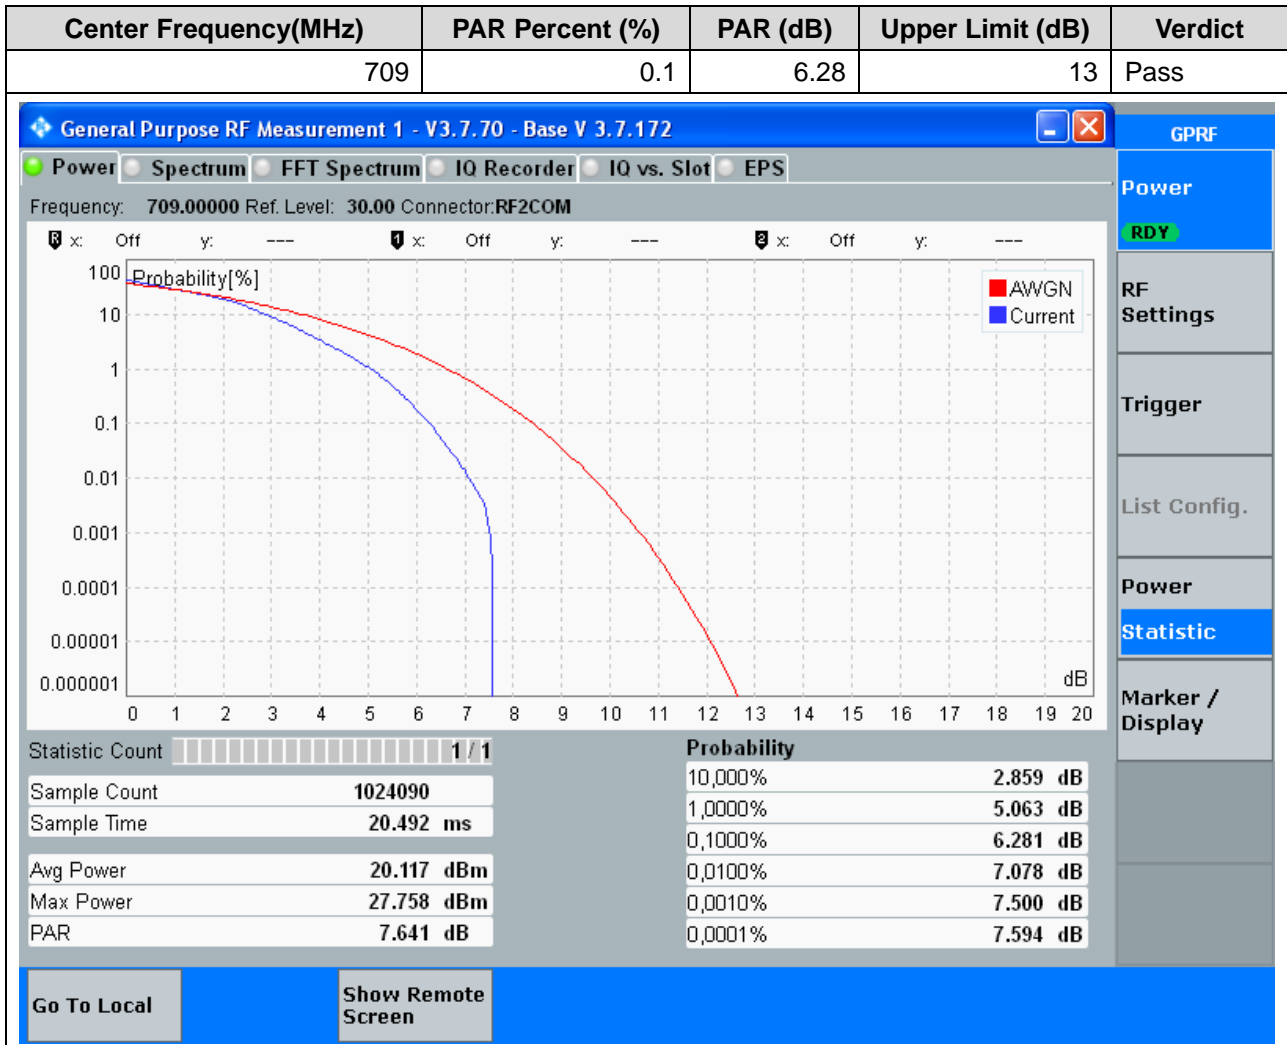 Center Frequency(MHz) PAR Percent (%) PAR (dB) Upper Limit (dB) Verdict
709 0.1 6.28 13 Pass
General Purpose RF Measurement 1 - V3.7.70 - Base V 3.7.172
GPRF
Power Spectrum FFT Spectrum IQ Recorder IQ vs. Slot EPS
Power
RDY
Frequency: 709.00000 Ref. Level: 30.00 Connector:RF2COM
R x: Off y: --- 1 x: Off y: --- 2 x: Off y: ---
Probability[%]
AWGN
Current
100
10
1
0.1
0.01
0.001
0.0001
0.00001
0.000001
dB
0 1 2 3 4 5 6 7 8 9 10 11 12 13 14 15 16 17 18 19 20
RF
Settings
Trigger
List Config.
Power
Statistic
Marker /
Display
Statistic Count 1 / 1
Sample Count 1024090
Sample Time 20.492 ms
Avg Power 20.117 dBm
Max Power 27.758 dBm
PAR 7.641 dB
Probability
10,000% 2.859 dB
1,0000% 5.063 dB
0,1000% 6.281 dB
0,0100% 7.078 dB
0,0010% 7.500 dB
0,0001% 7.594 dB
Go To Local
Show Remote
Screen